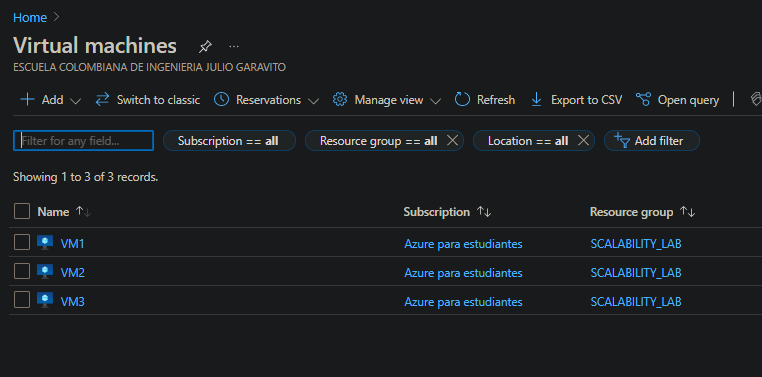 Home
Virtual machines ...
ESCUELA COLOMBIANA DE INGENIERIA JULIO GARAVITO
Add Switch to classic Reservations Manage view Refresh Export to CSV Open query
Filter for any field... Subscription == all Resource group == all Location == all Add filter
Showing 1 to 3 of 3 records.
Name Subscription Resource group
VM1 Azure para estudiantes SCALABILITY_LAB
VM2 Azure para estudiantes SCALABILITY_LAB
VM3 Azure para estudiantes SCALABILITY_LAB